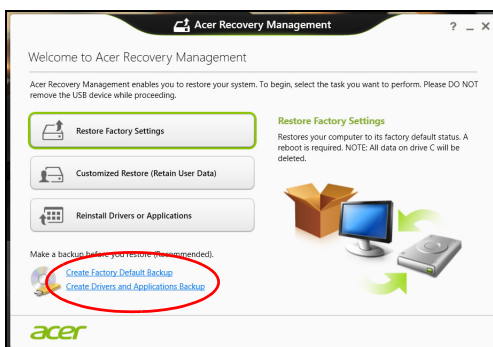 Acer Recovery Management
? _ X
Welcome to Acer Recovery Management
Acer Recovery Management enables you to restore your system. To begin, select the task you want to perform. Please DO NOT
remove the USB device while proceeding.
Restore Factory Settings
Customized Restore (Retain User Data)
Reinstall Drivers or Applications
Restore Factory Settings
Restores your computer to its factory default status. A
reboot is required. NOTE: All data on drive C will be
deleted.
Make a backup before you restore (Recommended).
Create Factory Default Backup
Create Drivers and Applications Backup
acer